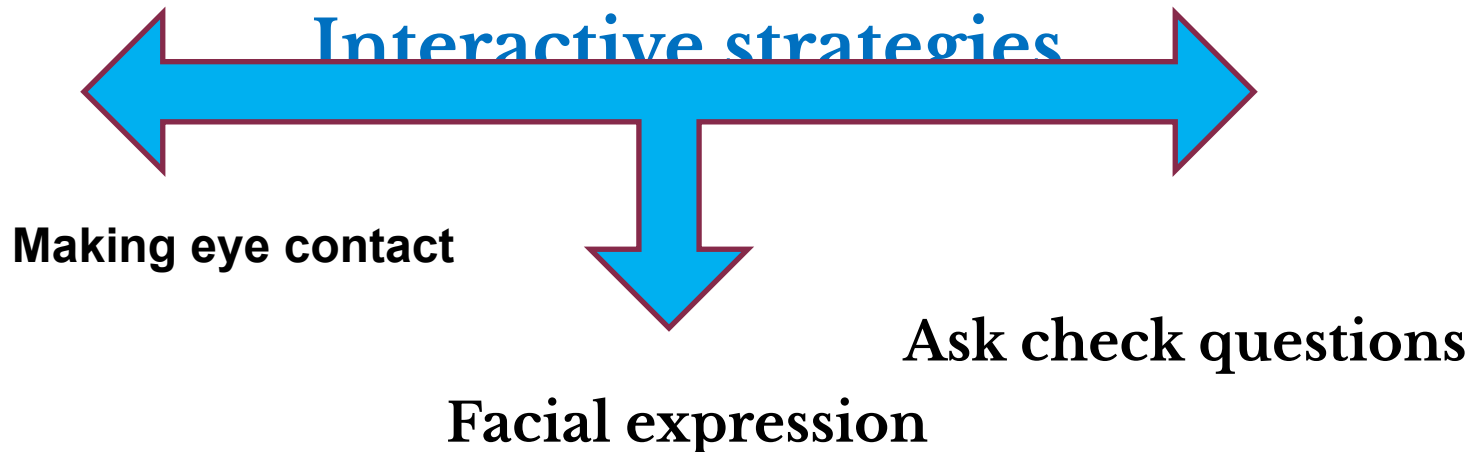 Interactive strategies
Making eye contact
Ask check questions
Facial expression